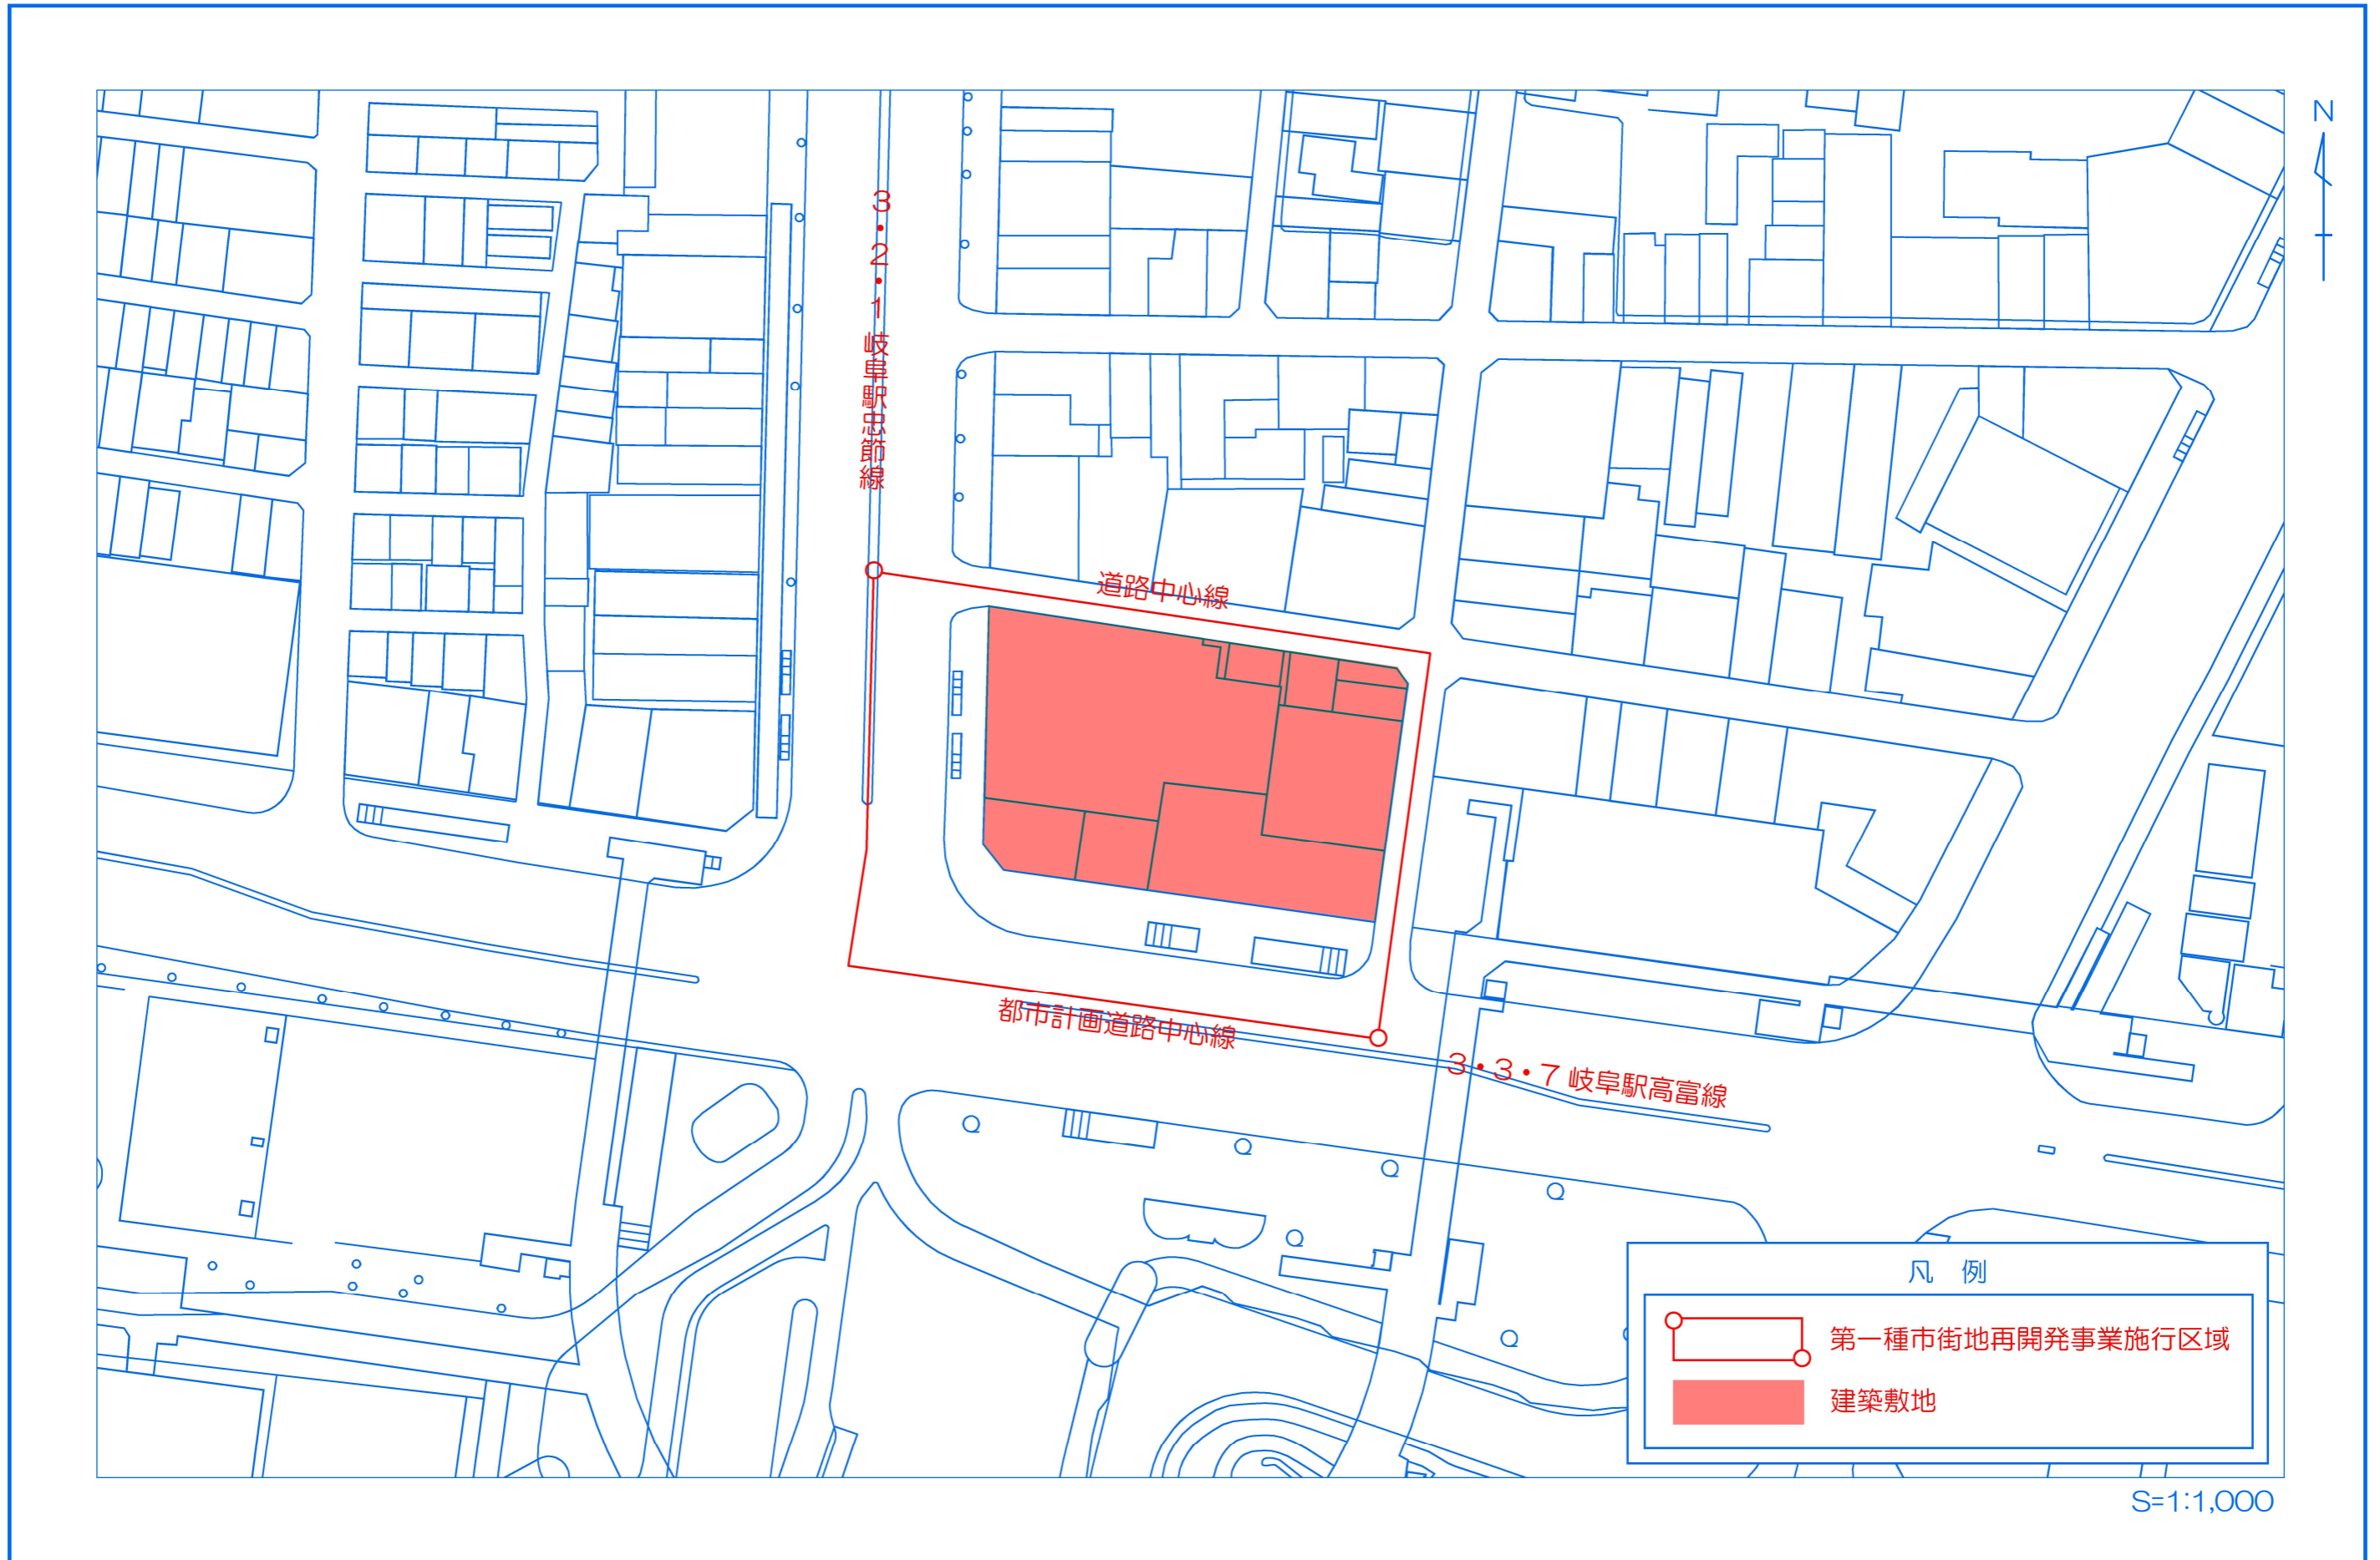 N
3・2・1岐阜駅忠節線
道路中心線
都市計画道路中心線
3・3・7岐阜駅高富線
凡 例
第一種市街地再開発事業施行区域
建築敷地
S=1:1,000